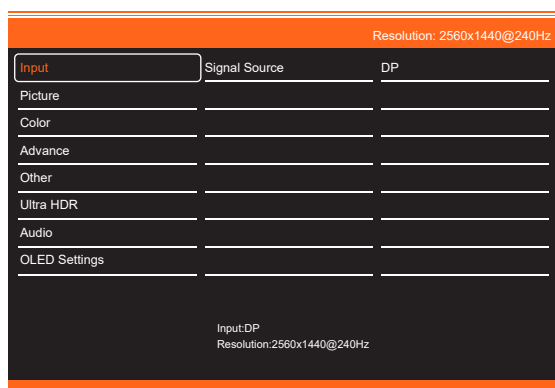 Resolution: 2560x1440@240Hz
Input Signal Source DP
Picture
Color
Advance
Other
Ultra HDR
Audio
OLED Settings
Input:DP
Resolution:2560x1440@240Hz